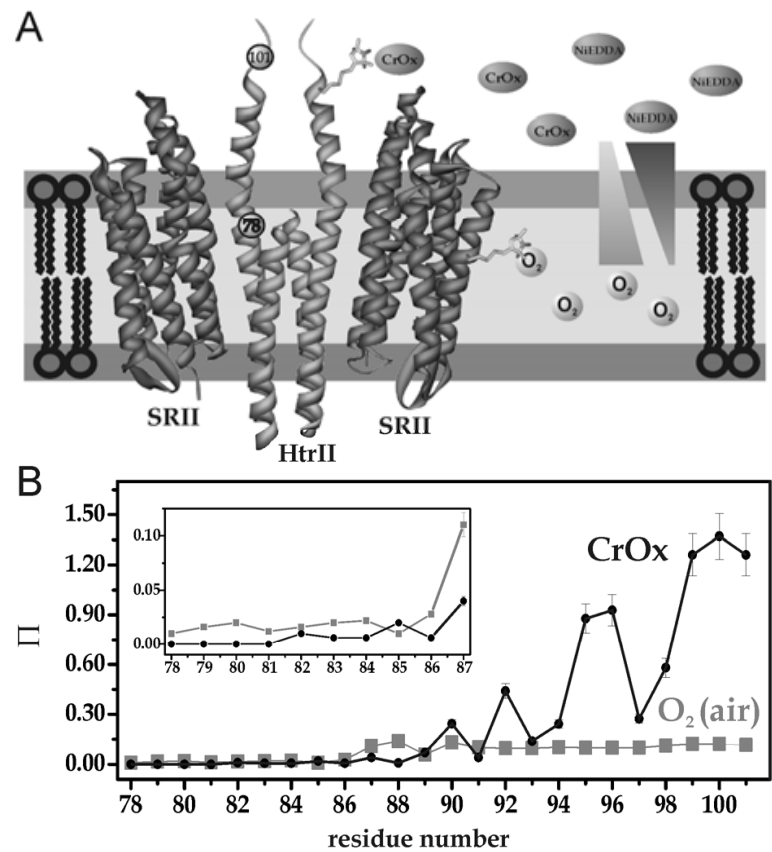 A
101
CrOx
NiEDDA
CrOx
NiEDDA
CrOx
NiEDDA
78
O2
O2
O2
O2
SRII
HtrII
SRII
B
1.50
1.20
0.90
0.60
0.30
0.00
Π
0.10
0.05
0.00
78 79 80 81 82 83 84 85 86 87
CrOx
O2 (air)
78 80 82 84 86 88 90 92 94 96 98 100
residue number